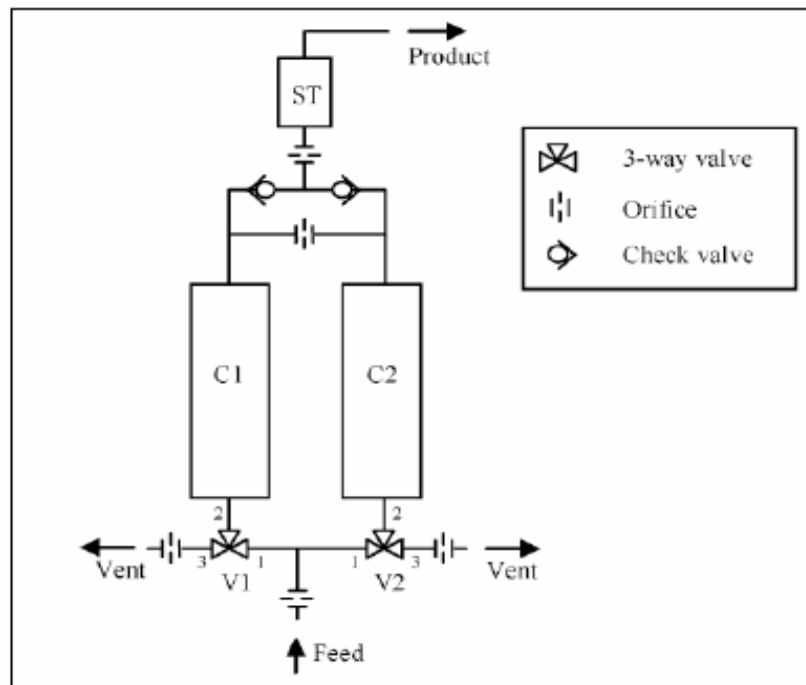 Product
ST
3-way valve
Orifice
Check valve
C1
C2
2
2
Vent
3
1
1
3
Vent
V1
V2
Feed